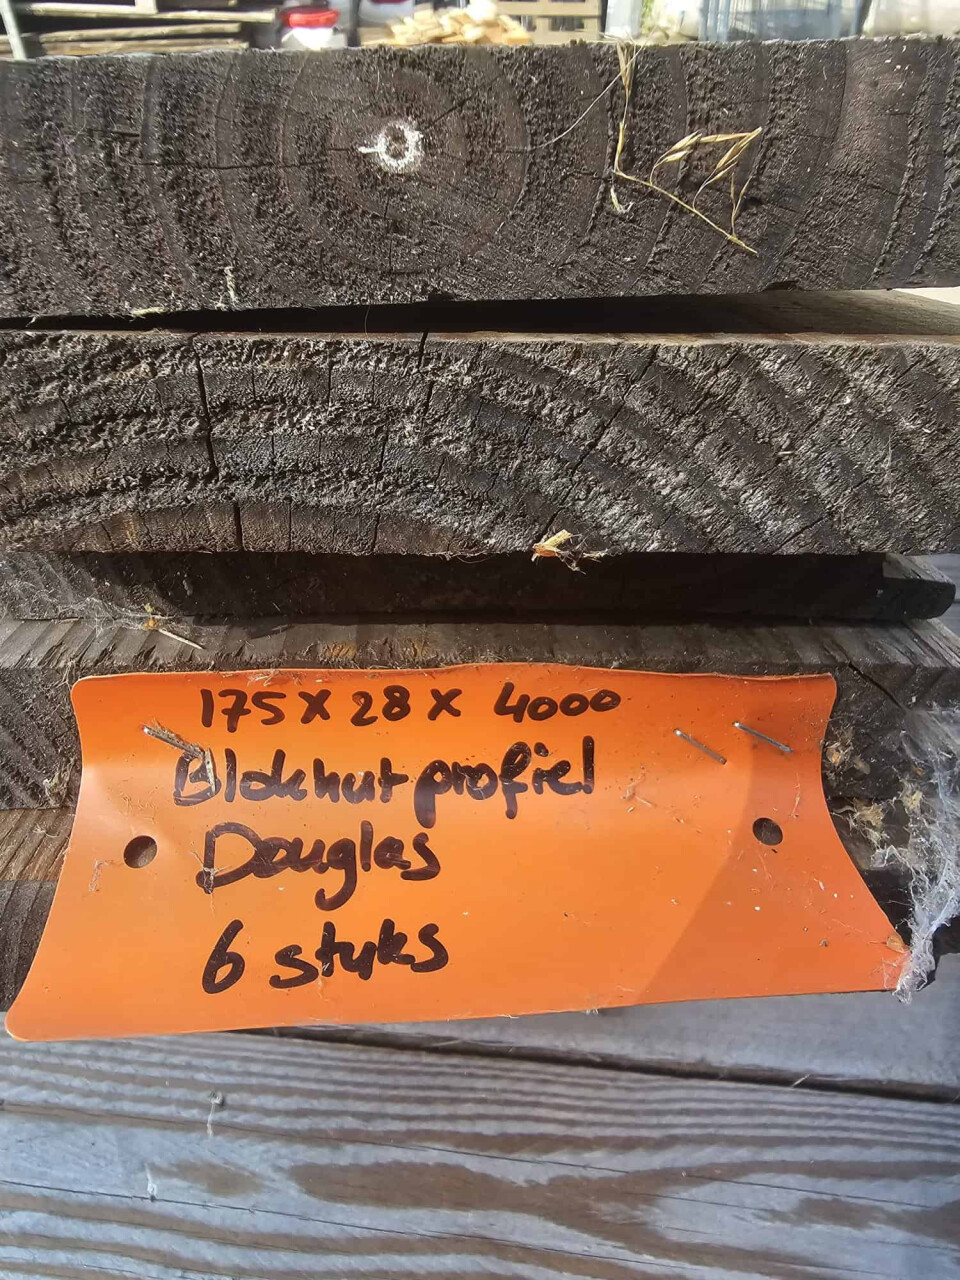 175 x 28 x 4000
Blokhut profiel
Douglas
6 stuks